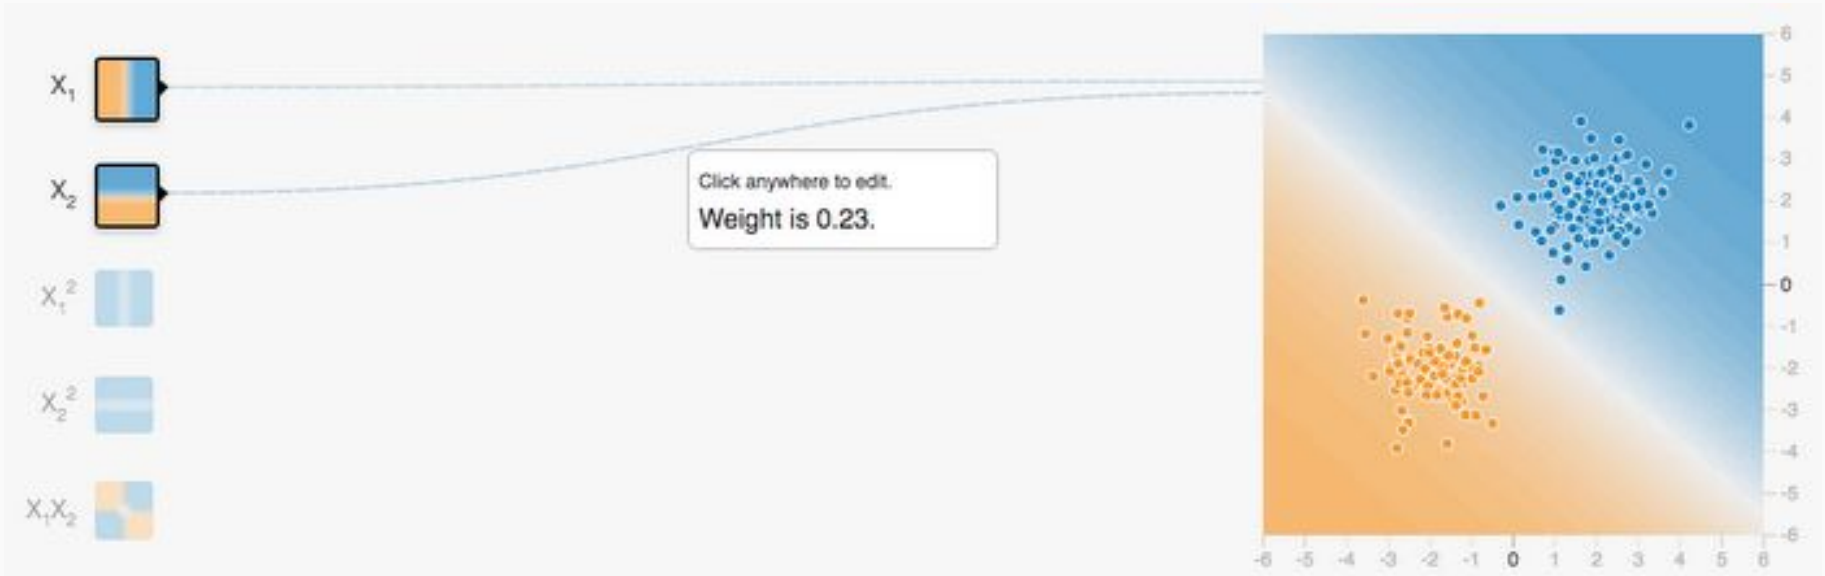 X₁
X₂
X₁²
X₂²
X₁X₂
Click anywhere to edit.
Weight is 0.23.
6
5
4
3
2
1
0
-1
-2
-3
-4
-5
-6
-6 -5 -4 -3 -2 -1 0 1 2 3 4 5 6